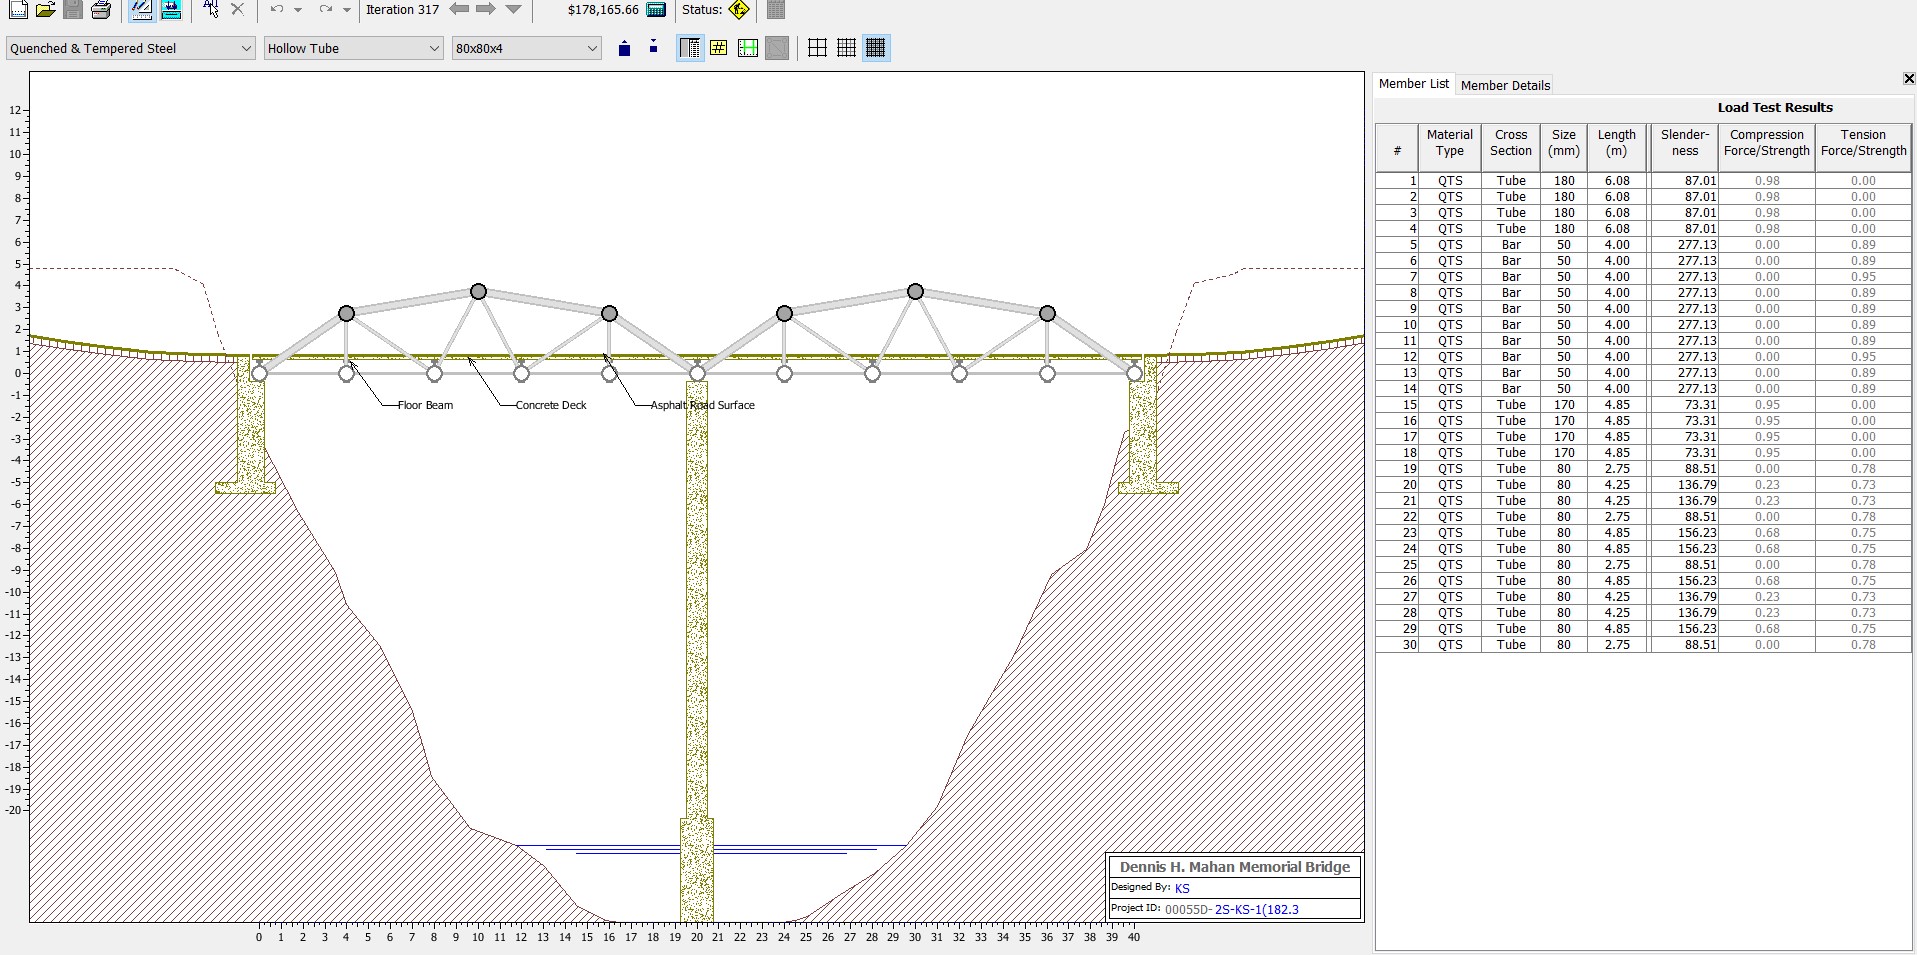 Iteration 317
$178,165.66
Status:
Quenched & Tempered Steel
Hollow Tube
80x80x4
Member List
Member Details
Load Test Results
# Material Type Cross Section Size (mm) Length (m) Slender-ness Compression Force/Strength Tension Force/Strength
1 QTS Tube 180 6.08 87.01 0.98 0.00
2 QTS Tube 180 6.08 87.01 0.98 0.00
3 QTS Tube 180 6.08 87.01 0.98 0.00
4 QTS Tube 180 6.08 87.01 0.98 0.00
5 QTS Bar 50 4.00 277.13 0.00 0.89
6 QTS Bar 50 4.00 277.13 0.00 0.89
7 QTS Bar 50 4.00 277.13 0.00 0.95
8 QTS Bar 50 4.00 277.13 0.00 0.89
9 QTS Bar 50 4.00 277.13 0.00 0.89
10 QTS Bar 50 4.00 277.13 0.00 0.89
11 QTS Bar 50 4.00 277.13 0.00 0.89
12 QTS Bar 50 4.00 277.13 0.00 0.95
13 QTS Bar 50 4.00 277.13 0.00 0.89
14 QTS Bar 50 4.00 277.13 0.00 0.89
15 QTS Tube 170 4.85 73.31 0.95 0.00
16 QTS Tube 170 4.85 73.31 0.95 0.00
17 QTS Tube 170 4.85 73.31 0.95 0.00
18 QTS Tube 170 4.85 73.31 0.95 0.00
19 QTS Tube 80 2.75 88.51 0.00 0.78
20 QTS Tube 80 4.25 136.79 0.23 0.73
21 QTS Tube 80 4.25 136.79 0.23 0.73
22 QTS Tube 80 2.75 88.51 0.00 0.78
23 QTS Tube 80 4.85 156.23 0.68 0.75
24 QTS Tube 80 4.85 156.23 0.68 0.75
25 QTS Tube 80 2.75 88.51 0.00 0.78
26 QTS Tube 80 4.85 156.23 0.68 0.75
27 QTS Tube 80 4.25 136.79 0.23 0.73
28 QTS Tube 80 4.25 136.79 0.23 0.73
29 QTS Tube 80 4.85 156.23 0.68 0.75
30 QTS Tube 80 2.75 88.51 0.00 0.78
12
11
10
9
8
7
6
5
4
3
2
1
0
-1
-2
-3
-4
-5
-6
-7
-8
-9
-10
-11
-12
-13
-14
-15
-16
-17
-18
-19
-20
Floor Beam
Concrete Deck
Asphalt Road Surface
Dennis H. Mahan Memorial Bridge
Designed By: KS
Project ID: 00055D- 2S-KS-1(182.3
0 1 2 3 4 5 6 7 8 9 10 11 12 13 14 15 16 17 18 19 20 21 22 23 24 25 26 27 28 29 30 31 32 33 34 35 36 37 38 39 40